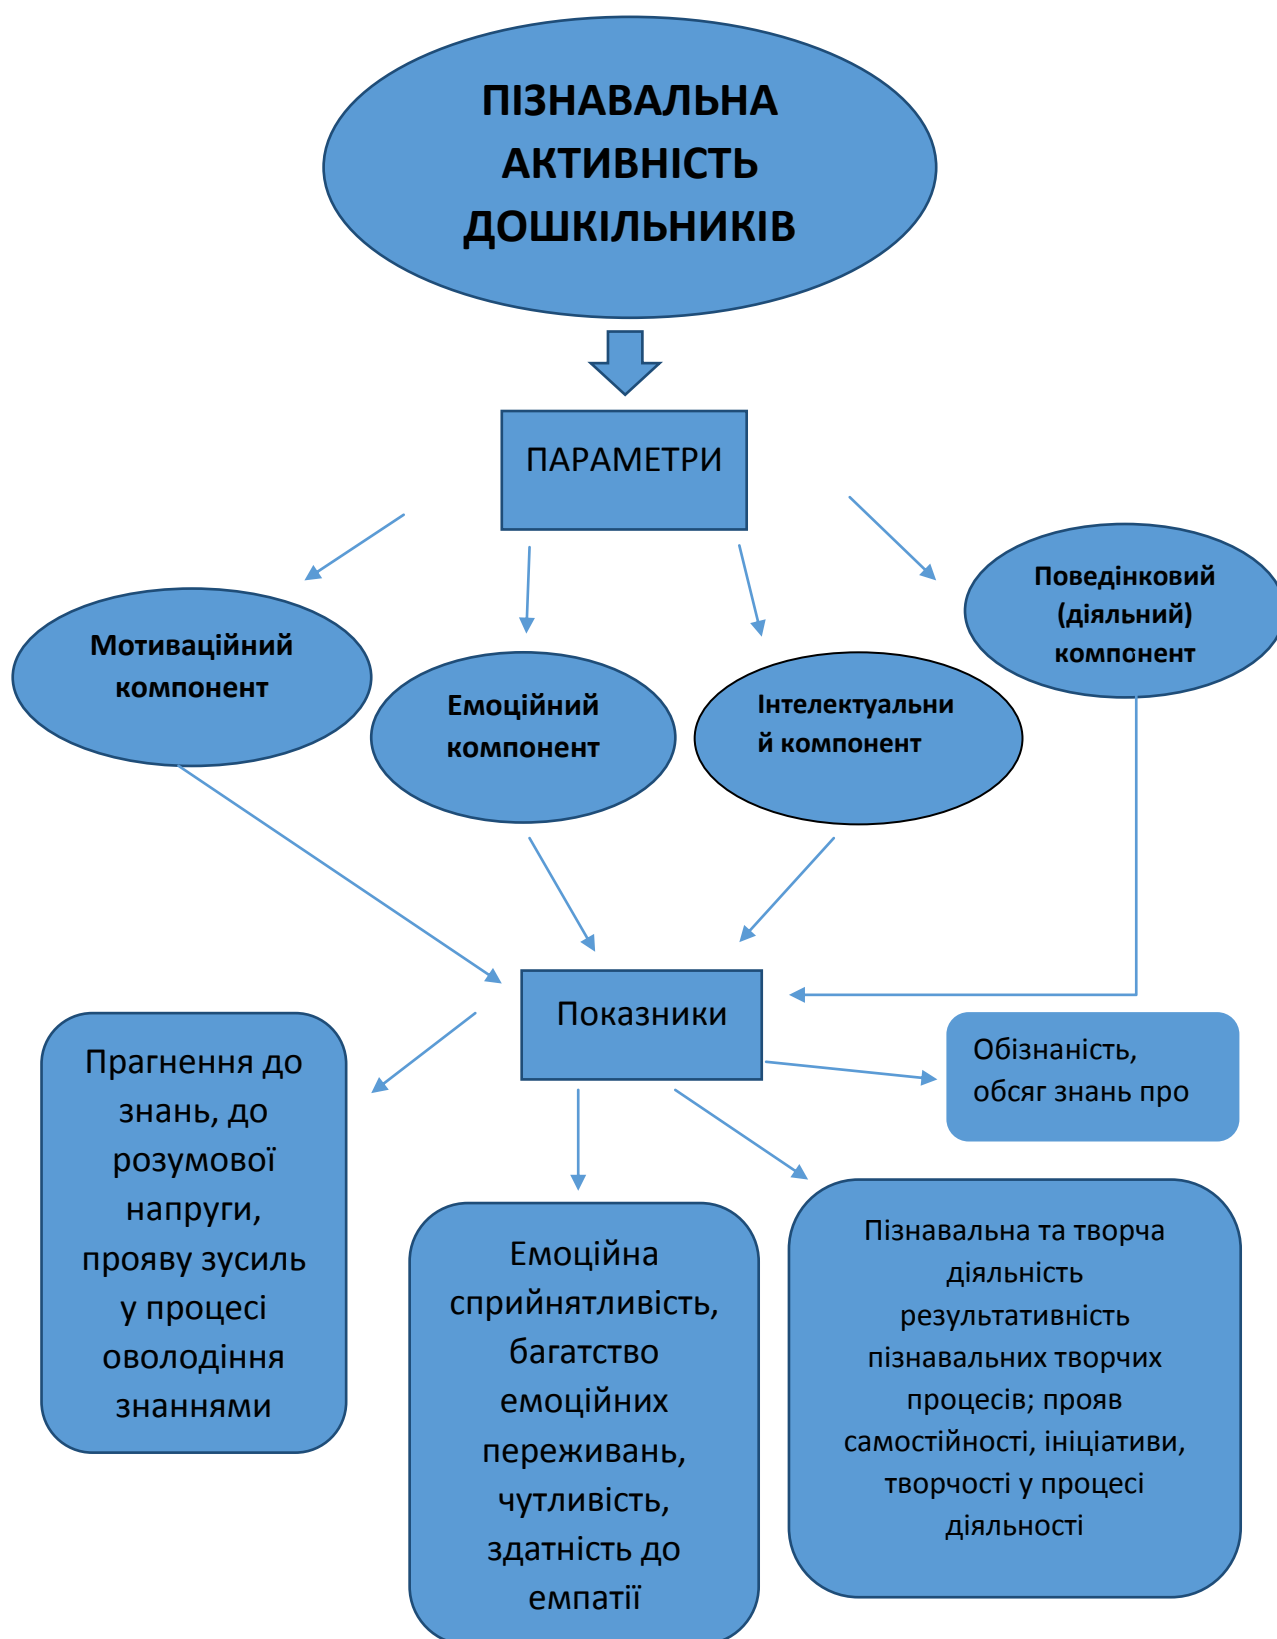 ПІЗНАВАЛЬНА
АКТИВНІСТЬ
ДОШКІЛЬНИКІВ
ПАРАМЕТРИ
Мотиваційний
компонент
Емоційний
компонент
Інтелектуальни
й компонент
Поведінковий
(діяльний)
компонент
Показники
Прагнення до
знань, до
розумової
напруги,
прояву зусиль
у процесі
оволодіння
знаннями
Емоційна
сприйнятливість,
багатство
емоційних
переживань,
чутливість,
здатність до
емпатії
Пізнавальна та творча
діяльність
результативність
пізнавальних творчих
процесів; прояв
самостійності, ініціативи,
творчості у процесі
діяльності
Обізнаність,
обсяг знань про